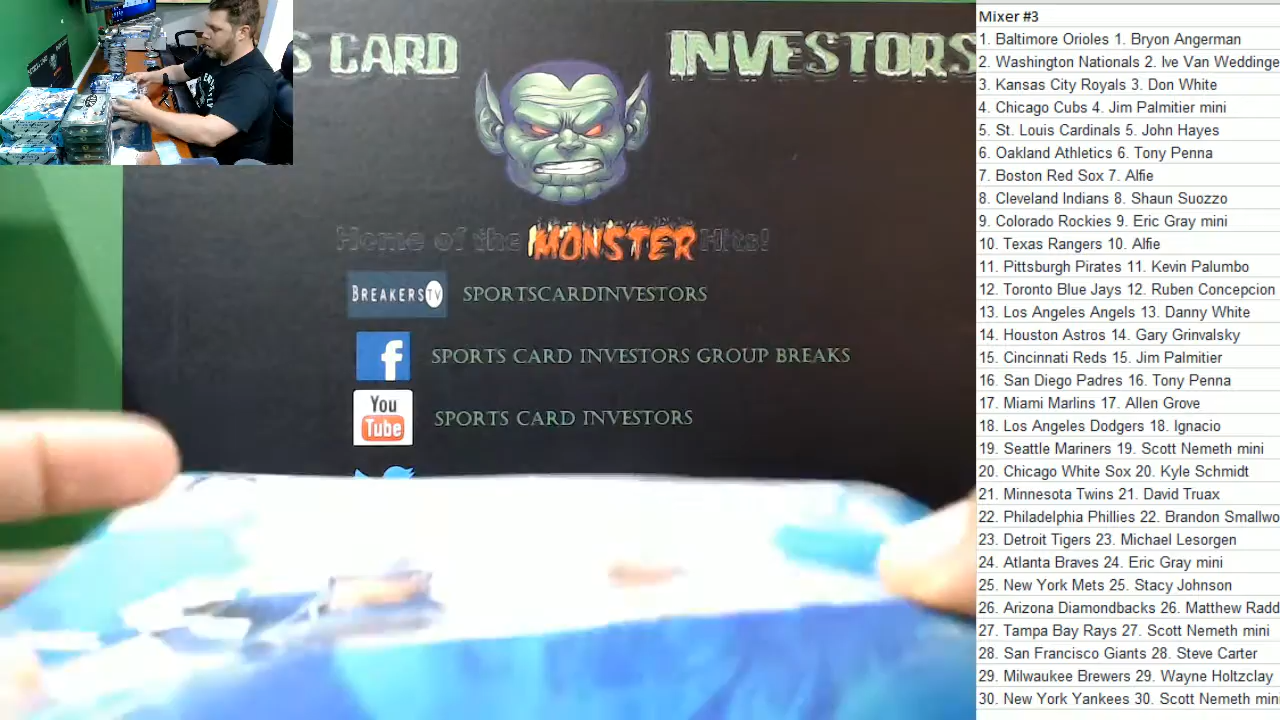 S CARD INVESTORS
Home of the MONSTER Hits!
BREAKERSTV SPORTSCARDINVESTORS
f SPORTS CARD INVESTORS GROUP BREAKS
You Tube SPORTS CARD INVESTORS
Mixer #3
1. Baltimore Orioles 1. Bryon Angerman
2. Washington Nationals 2. Ive Van Weddinge
3. Kansas City Royals 3. Don White
4. Chicago Cubs 4. Jim Palmitier mini
5. St. Louis Cardinals 5. John Hayes
6. Oakland Athletics 6. Tony Penna
7. Boston Red Sox 7. Alfie
8. Cleveland Indians 8. Shaun Suozzo
9. Colorado Rockies 9. Eric Gray mini
10. Texas Rangers 10. Alfie
11. Pittsburgh Pirates 11. Kevin Palumbo
12. Toronto Blue Jays 12. Ruben Concepcion
13. Los Angeles Angels 13. Danny White
14. Houston Astros 14. Gary Grinvalsky
15. Cincinnati Reds 15. Jim Palmitier
16. San Diego Padres 16. Tony Penna
17. Miami Marlins 17. Allen Grove
18. Los Angeles Dodgers 18. Ignacio
19. Seattle Mariners 19. Scott Nemeth mini
20. Chicago White Sox 20. Kyle Schmidt
21. Minnesota Twins 21. David Truax
22. Philadelphia Phillies 22. Brandon Smallwo
23. Detroit Tigers 23. Michael Lesorgen
24. Atlanta Braves 24. Eric Gray mini
25. New York Mets 25. Stacy Johnson
26. Arizona Diamondbacks 26. Matthew Radd
27. Tampa Bay Rays 27. Scott Nemeth mini
28. San Francisco Giants 28. Steve Carter
29. Milwaukee Brewers 29. Wayne Holtzclay
30. New York Yankees 30. Scott Nemeth min